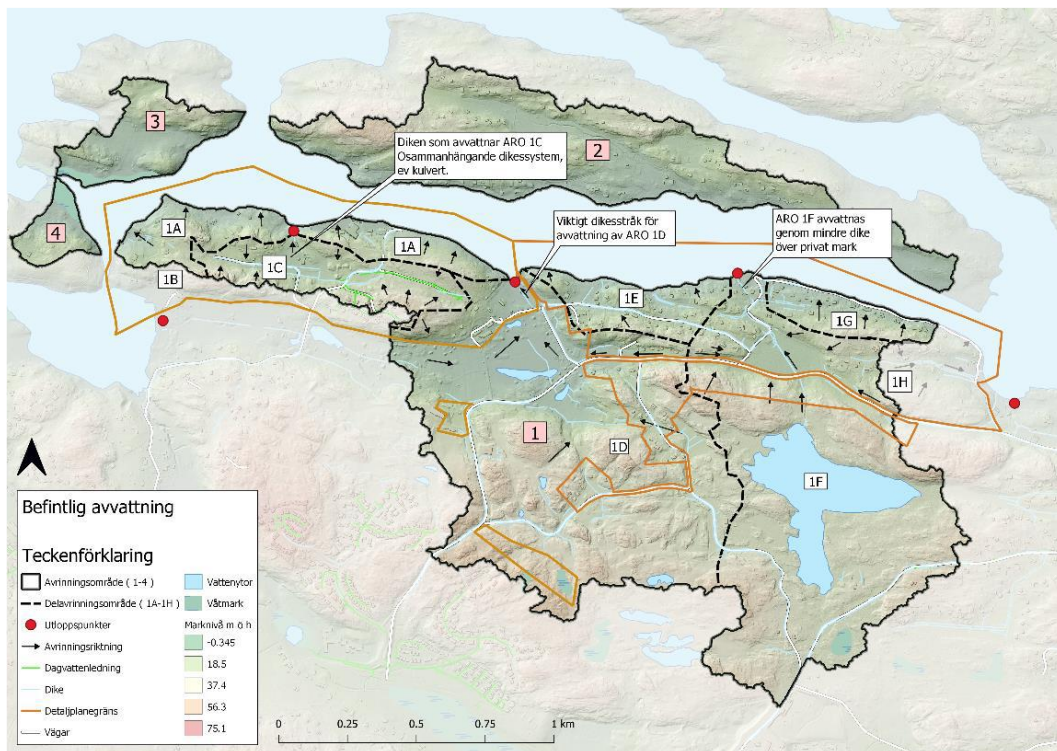 3
2
Diken som avvattnar ARO 1C
Osammanhängande dikessystem,
ev kulvert.
4
1A
1A
Viktigt dikesstråk för
avvattning av ARO 1D
ARO 1F avvattnas
genom mindre dike
över privat mark
1B
1C
1E
1G
1H
1
1D
1F
Befintlig avvattning
Teckenförklaring
Avrinningsområde ( 1-4 )
Delavrinningsområde ( 1A-1H )
Utloppspunkter
Avrinningsriktning
Dagvattenledning
Dike
Detaljplanegräns
Vägar
Vattenytor
Våtmark
Marknivå m ö h
-0.345
18.5
37.4
56.3
75.1
0 0.25 0.5 0.75 1 km